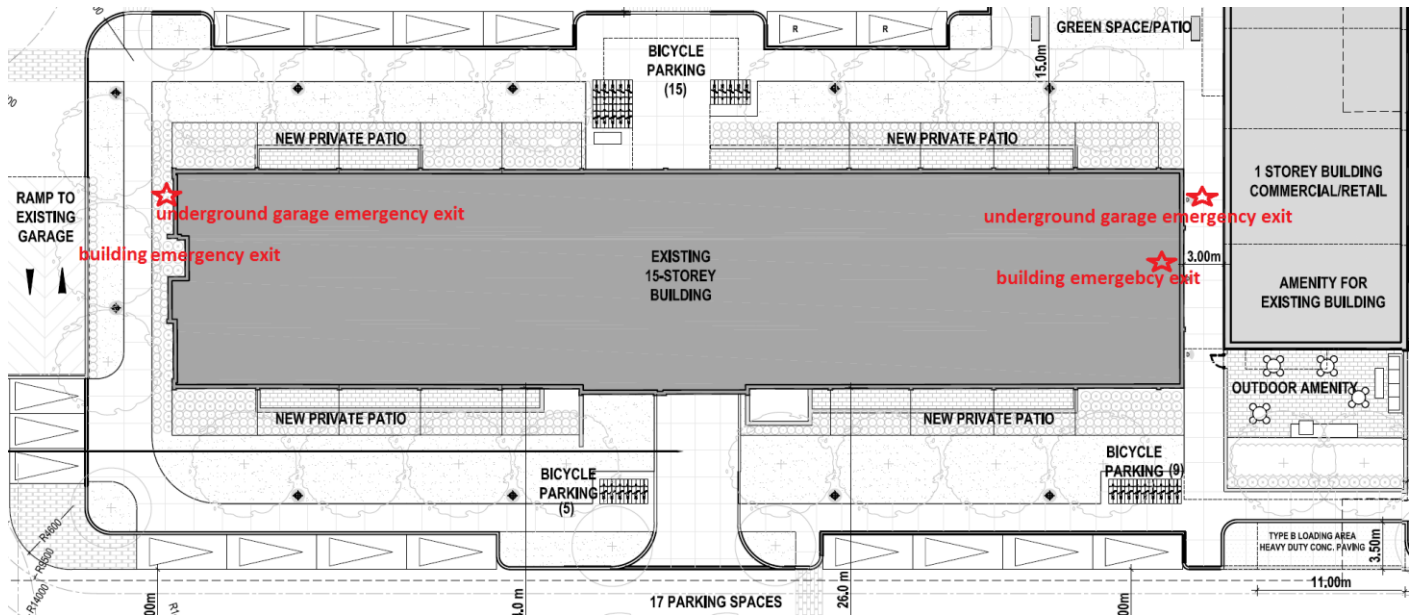 R
R
GREEN SPACE/PATIO
BICYCLE
PARKING
(15)
15.0m
NEW PRIVATE PATIO
NEW PRIVATE PATIO
1 STOREY BUILDING
COMMERCIAL/RETAIL
RAMP TO
EXISTING
GARAGE
underground garage emergency exit
underground garage emergency exit
building emergency exit
EXISTING
15-STOREY
BUILDING
3.00m
building emergebcy exit
AMENITY FOR
EXISTING BUILDING
OUTDOOR AMENITY
NEW PRIVATE PATIO
NEW PRIVATE PATIO
BICYCLE
PARKING
(5)
BICYCLE
PARKING (9)
R4600
R9500
R14000
TYPE B LOADING AREA
HEAVY DUTY CONC. PAVING
3.50m
11.00m
17 PARKING SPACES
26.0 m